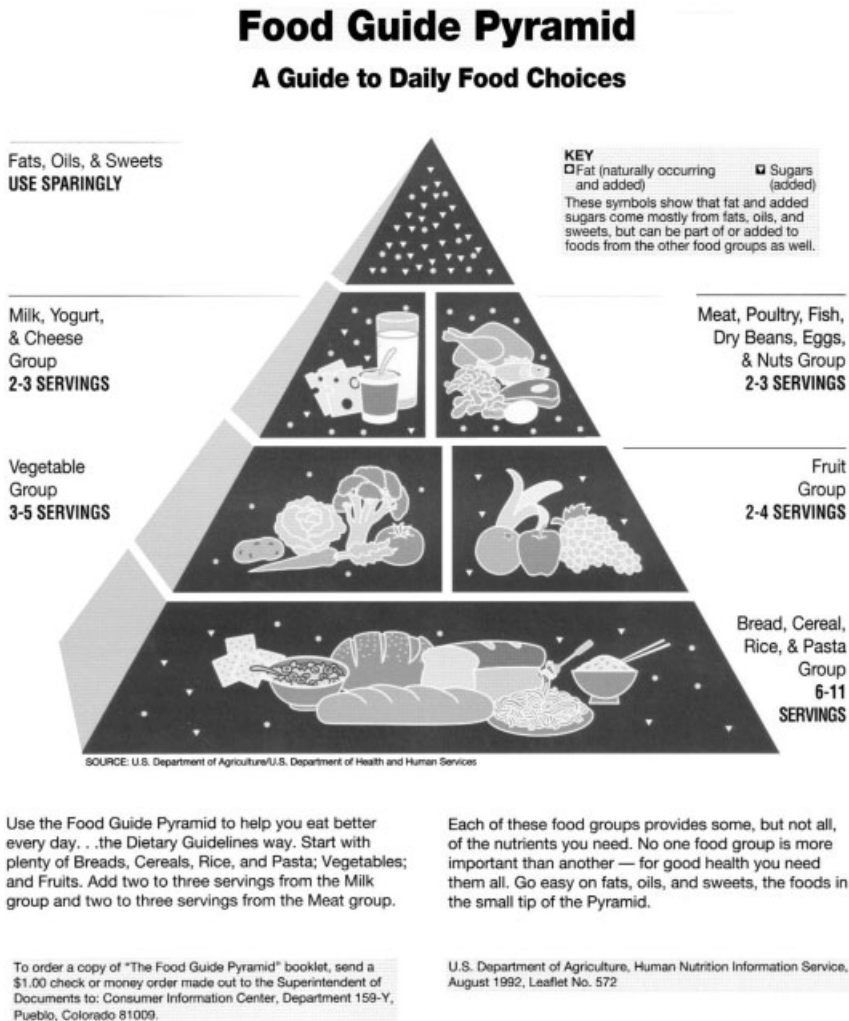 Food Guide Pyramid
A Guide to Daily Food Choices
Fats, Oils, & Sweets
USE SPARINGLY
KEY
Fat (naturally occurring
and added)
Sugars
(added)
These symbols show that fat and added
sugars come mostly from fats, oils, and
sweets, but can be part of or added to
foods from the other food groups as well.
Milk, Yogurt,
& Cheese
Group
2-3 SERVINGS
Meat, Poultry, Fish,
Dry Beans, Eggs,
& Nuts Group
2-3 SERVINGS
Vegetable
Group
3-5 SERVINGS
Fruit
Group
2-4 SERVINGS
Bread, Cereal,
Rice, & Pasta
Group
6-11
SERVINGS
SOURCE: U.S. Department of Agriculture/U.S. Department of Health and Human Services
Use the Food Guide Pyramid to help you eat better
every day. . .the Dietary Guidelines way. Start with
plenty of Breads, Cereals, Rice, and Pasta; Vegetables;
and Fruits. Add two to three servings from the Milk
group and two to three servings from the Meat group.
Each of these food groups provides some, but not all,
of the nutrients you need. No one food group is more
important than another — for good health you need
them all. Go easy on fats, oils, and sweets, the foods in
the small tip of the Pyramid.
To order a copy of "The Food Guide Pyramid" booklet, send a
$1.00 check or money order made out to the Superintendent of
Documents to: Consumer Information Center, Department 159-Y,
Pueblo, Colorado 81009.
U.S. Department of Agriculture, Human Nutrition Information Service,
August 1992, Leaflet No. 572